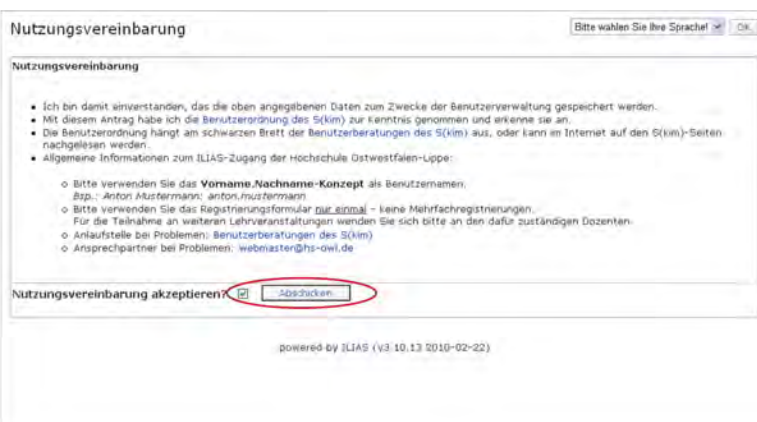 Nutzungsvereinbarung
Bitte wählen Sie Ihre Sprache! OK
Nutzungsvereinbarung
Ich bin damit einverstanden, das die oben angegebenen Daten zum Zwecke der Benutzerverwaltung gespeichert werden.
Mit diesem Antrag habe ich die Benutzerordnung des S(kim) zur Kenntnis genommen und erkenne sie an.
Die Benutzerordnung hängt am schwarzen Brett der Benutzerberatungen des S(kim) aus, oder kann im Internet auf den S(kim)-Seiten
nachgelesen werden.
Allgemeine Informationen zum ILIAS-Zugang der Hochschule Ostwestfalen-Lippe:
Bitte verwenden Sie das Vorname.Nachname-Konzept als Benutzernamen.
Bsp.: Anton Mustermann: anton.mustermann
Bitte verwenden Sie das Registrierungsformular nur einmal - keine Mehrfachregistrierungen.
Für die Teilnahme an weiteren Lehrveranstaltungen wenden Sie sich bitte an den dafür zuständigen Dozenten.
Anlaufstelle bei Problemen: Benutzerberatungen des S(kim)
Ansprechpartner bei Problemen: webmaster@hs-owl.de
Nutzungsvereinbarung akzeptieren? Abschicken
powered by ILIAS (v3.10.13 2010-02-22)